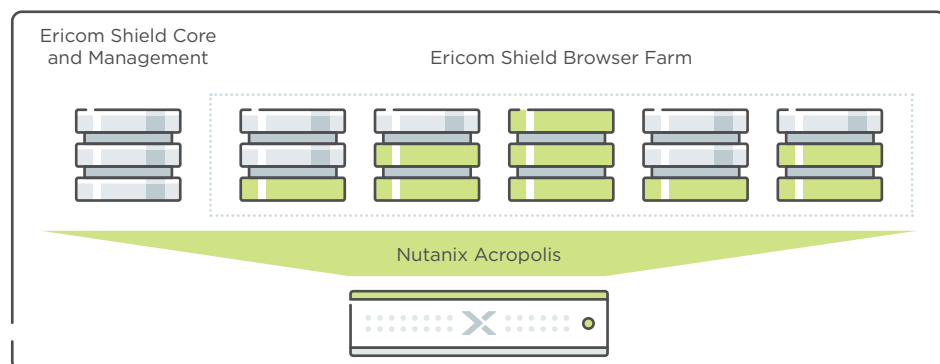 Ericom Shield Core
and Management
Ericom Shield Browser Farm
Nutanix Acropolis